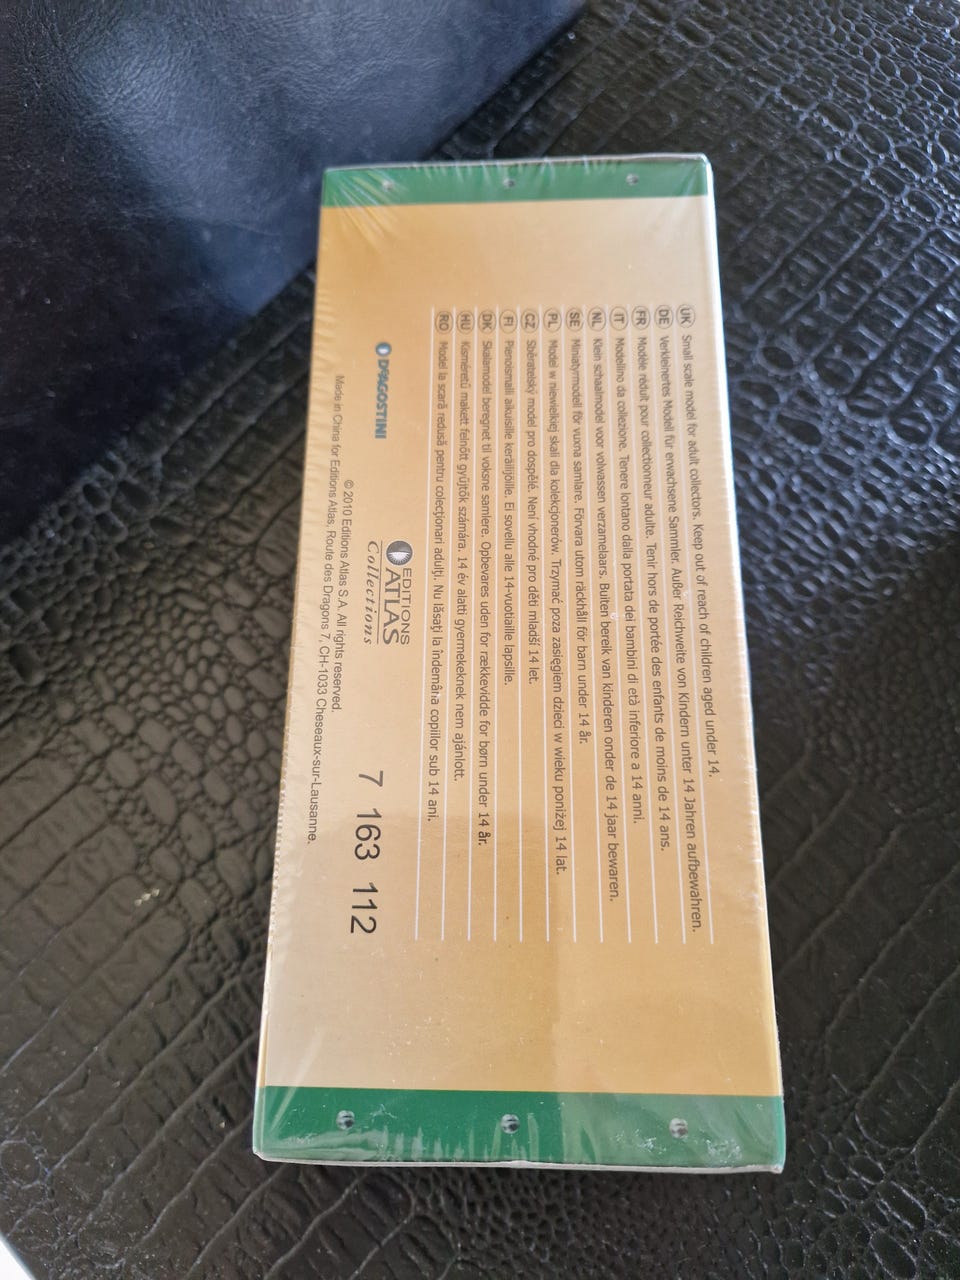 UK Small scale model for adult collectors. Keep out of reach of children aged under 14.
DE Verkleinertes Modell für erwachsene Sammler. Außer Reichweite von Kindern unter 14 Jahren aufbewahren.
FR Modèle réduit pour collectionneur adulte. Tenir hors de portée des enfants de moins de 14 ans.
IT Modellino da collezione. Tenere lontano dalla portata dei bambini di età inferiore a 14 anni.
NL Klein schaalmodel voor volwassen verzamelaars. Buiten bereik van kinderen onder de 14 jaar bewaren.
SE Miniatyrmodell för vuxna samlare. Förvara utom räckhåll för barn under 14 år.
PL Model w niewielkiej skali dla kolekcjonerów. Trzymać poza zasięgiem dzieci w wieku poniżej 14 lat.
CZ Sběratelský model pro dospělé. Není vhodné pro děti mladší 14 let.
FI Pienoismalli aikuisille keräilijöille. Ei sovellu alle 14-vuotiaille lapsille.
DK Skalamodel beregnet til voksne samlere. Opbevares uden for rækkevidde for børn under 14 år.
HU Kisméretű makett felnőtt gyűjtők számára. 14 év alatti gyermekeknek nem ajánlott.
RO Model la scară redusă pentru colecționari adulți. Nu lăsați la îndemâna copiilor sub 14 ani.
DEAGOSTINI
EDITIONS
ATLAS
Collections
7 163 112
© 2010 Editions Atlas S.A. All rights reserved.
Made in China for Editions Atlas, Route des Dragons 7, CH-1033 Cheseaux-sur-Lausanne.